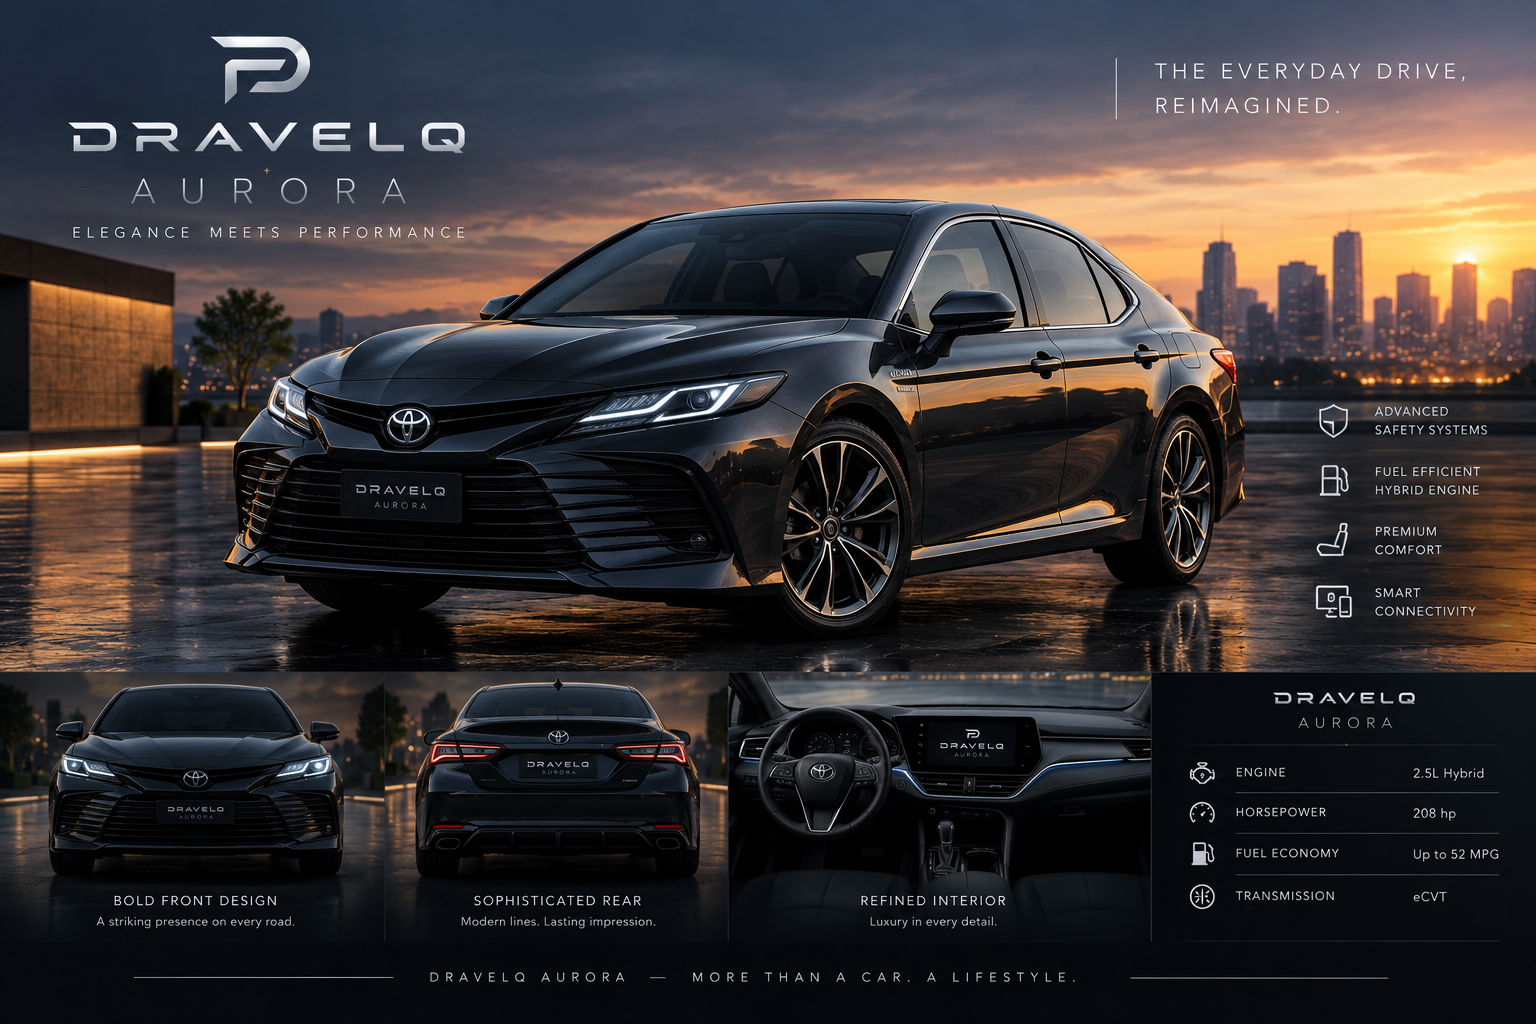 DRAVELQ
AURORA
ELEGANCE MEETS PERFORMANCE
THE EVERYDAY DRIVE,
REIMAGINED.
DRAVELQ
AURORA
ADVANCED
SAFETY SYSTEMS
FUEL EFFICIENT
HYBRID ENGINE
PREMIUM
COMFORT
SMART
CONNECTIVITY
DRAVELQ
AURORA
BOLD FRONT DESIGN
A striking presence on every road.
DRAVELQ
AURORA
SOPHISTICATED REAR
Modern lines. Lasting impression.
DRAVELQ
AURORA
REFINED INTERIOR
Luxury in every detail.
DRAVELQ
AURORA
ENGINE 2.5L Hybrid
HORSEPOWER 208 hp
FUEL ECONOMY Up to 52 MPG
TRANSMISSION eCVT
DRAVELQ AURORA — MORE THAN A CAR. A LIFESTYLE.